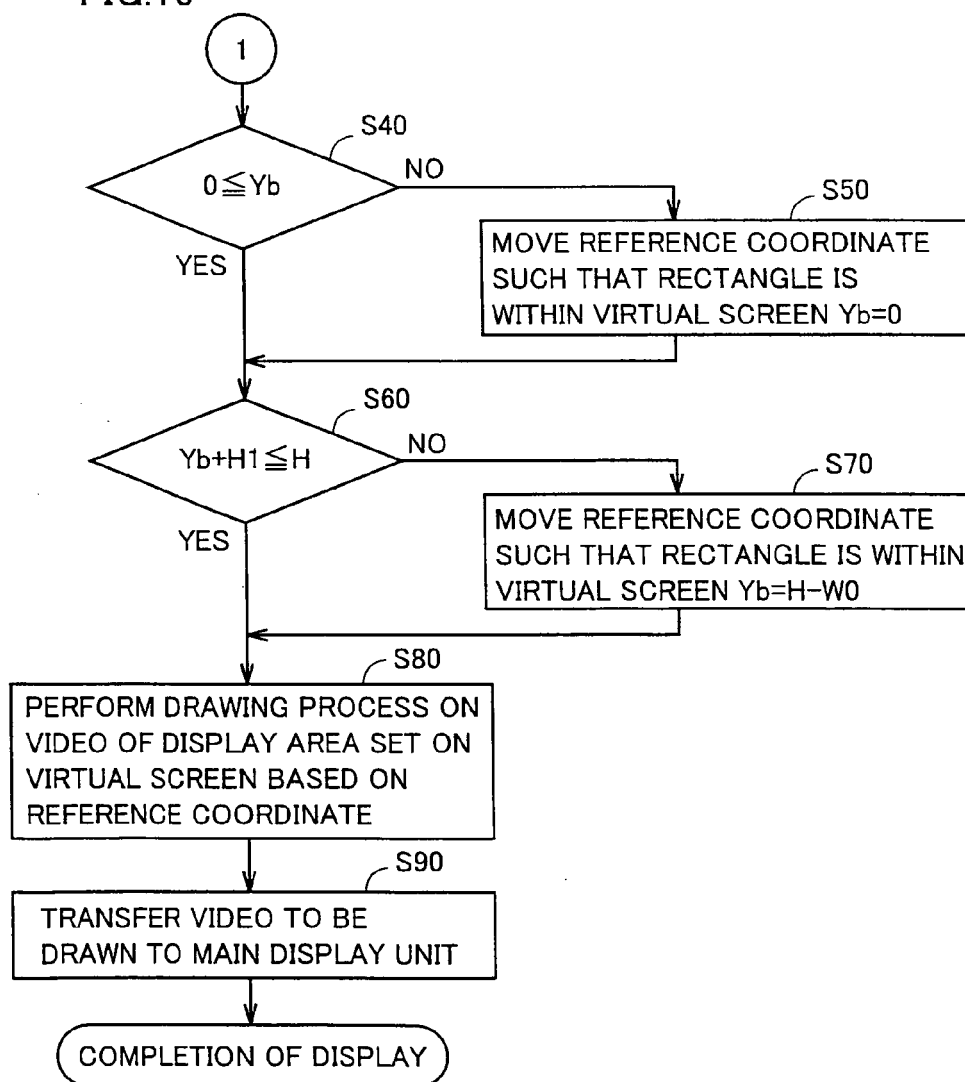 1
S40
0≦Yb
NO
YES
S50
MOVE REFERENCE COORDINATE
SUCH THAT RECTANGLE IS
WITHIN VIRTUAL SCREEN Yb=0
S60
Yb+H1≦H
NO
YES
S70
MOVE REFERENCE COORDINATE
SUCH THAT RECTANGLE IS WITHIN
VIRTUAL SCREEN Yb=H-W0
S80
PERFORM DRAWING PROCESS ON
VIDEO OF DISPLAY AREA SET ON
VIRTUAL SCREEN BASED ON
REFERENCE COORDINATE
S90
TRANSFER VIDEO TO BE
DRAWN TO MAIN DISPLAY UNIT
COMPLETION OF DISPLAY